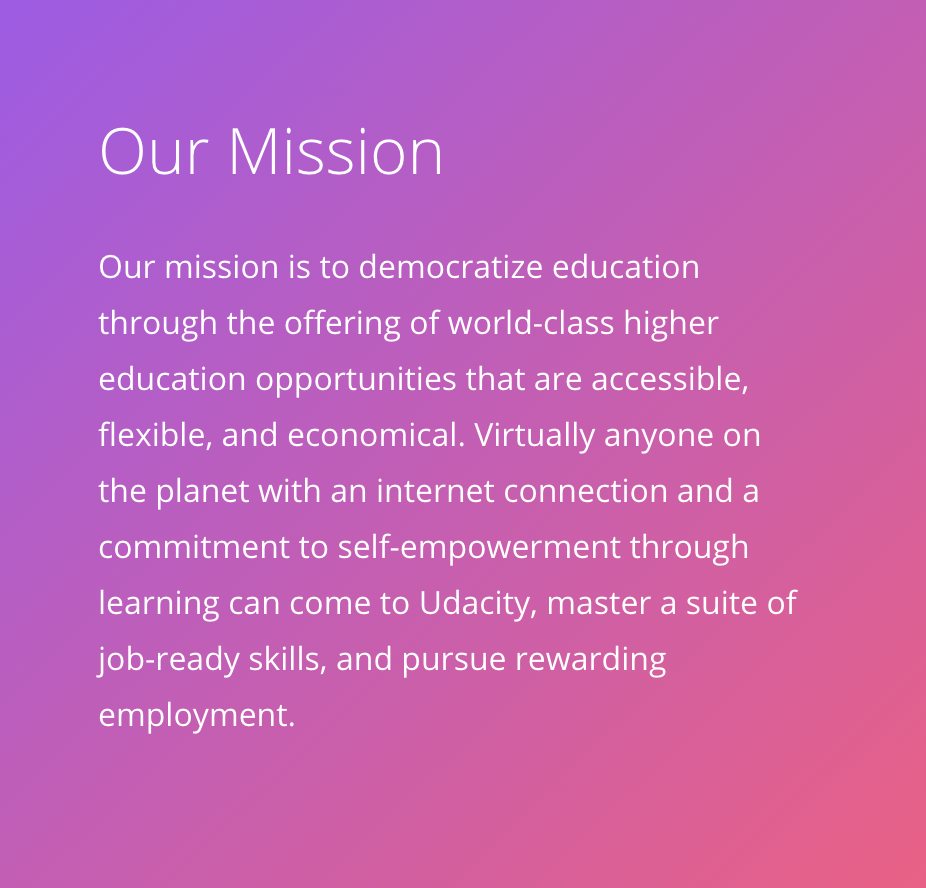 Our Mission
Our mission is to democratize education
through the offering of world-class higher
education opportunities that are accessible,
flexible, and economical. Virtually anyone on
the planet with an internet connection and a
commitment to self-empowerment through
learning can come to Udacity, master a suite of
job-ready skills, and pursue rewarding
employment.